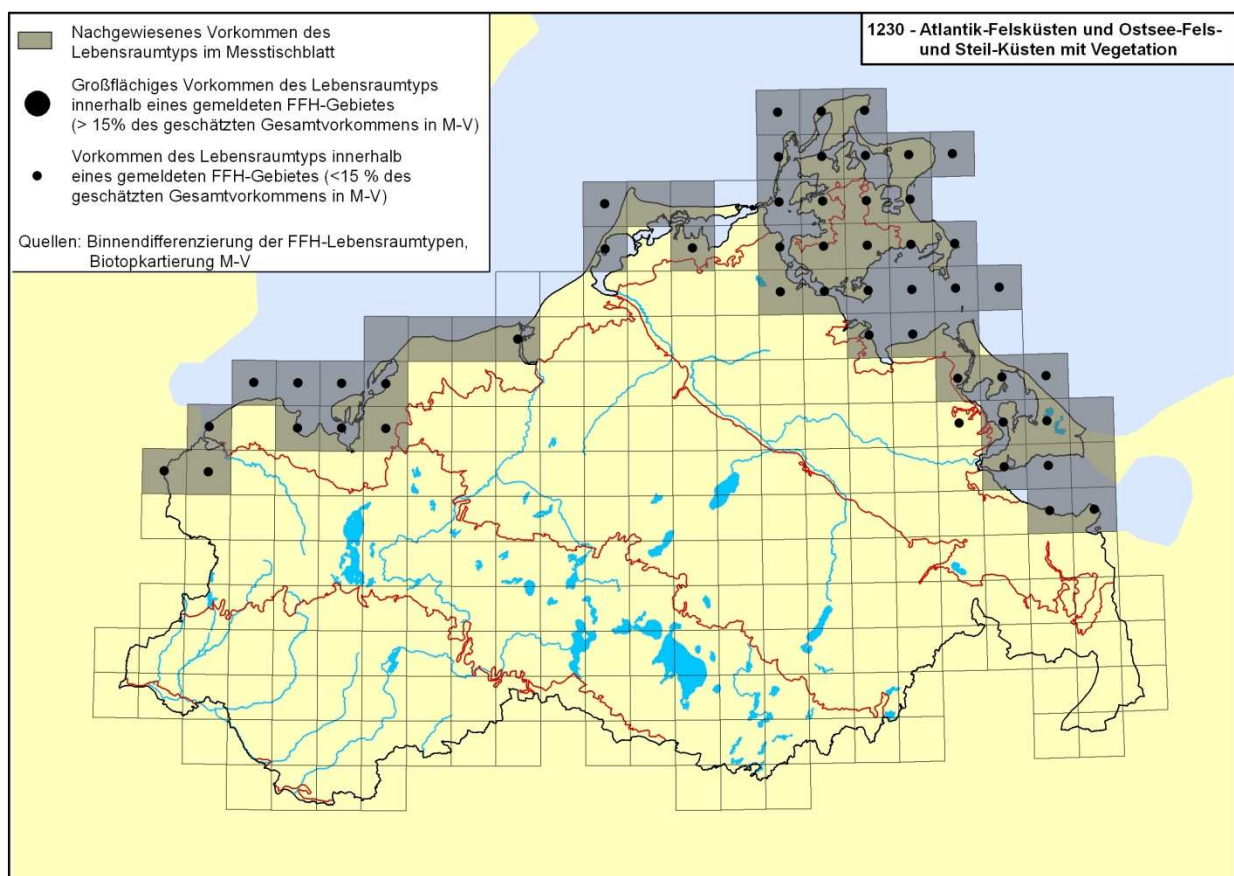 Nachgewiesenes Vorkommen des
Lebensraumtyps im Messtischblatt
Großflächiges Vorkommen des Lebensraumtyps
innerhalb eines gemeldeten FFH-Gebietes
(> 15% des geschätzten Gesamtvorkommens in M-V)
Vorkommen des Lebensraumtyps innerhalb
eines gemeldeten FFH-Gebietes (<15 % des
geschätzten Gesamtvorkommens in M-V)
Quellen: Binnendifferenzierung der FFH-Lebensraumtypen,
Biotopkartierung M-V
1230 - Atlantik-Felsküsten und Ostsee-Fels-
und Steil-Küsten mit Vegetation